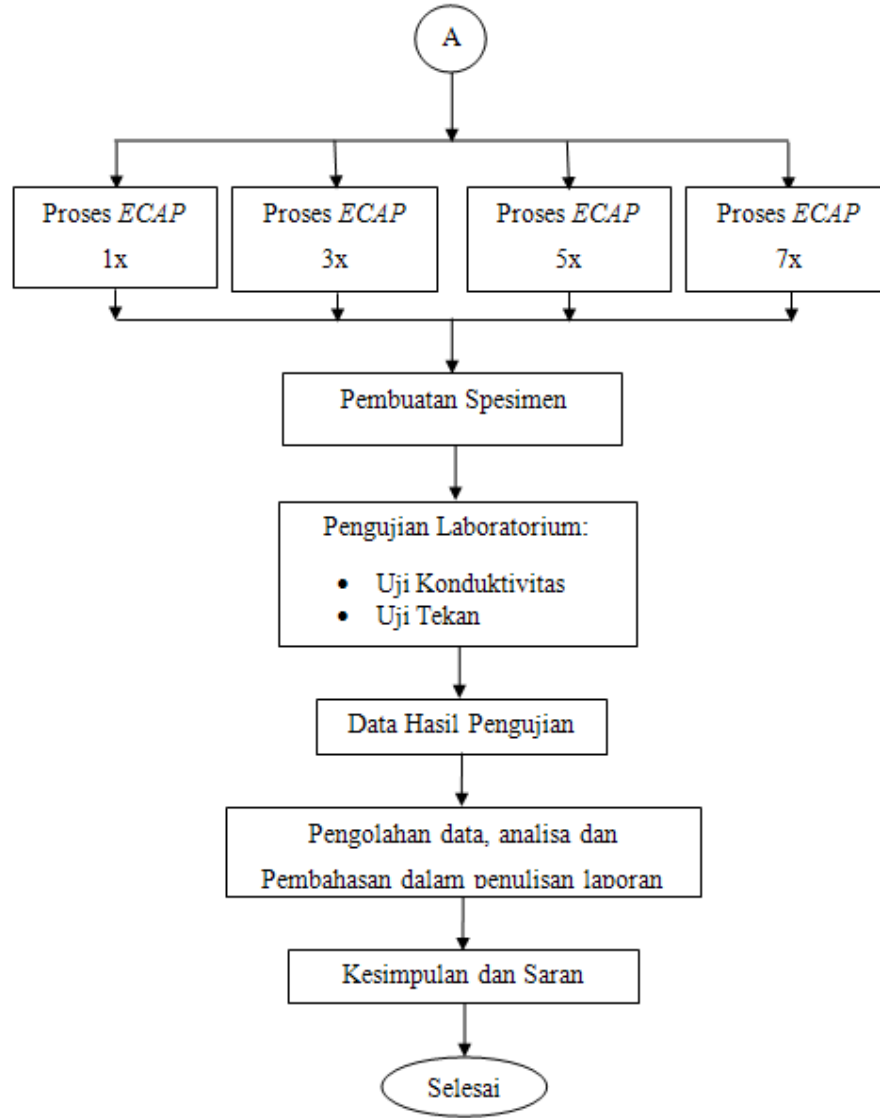 A
Proses ECAP
1x
Proses ECAP
3x
Proses ECAP
5x
Proses ECAP
7x
Pembuatan Spesimen
Pengujian Laboratorium:
• Uji Konduktivitas
• Uji Tekan
Data Hasil Pengujian
Pengolahan data, analisa dan
Pembahasan dalam penulisan laporan
Kesimpulan dan Saran
Selesai